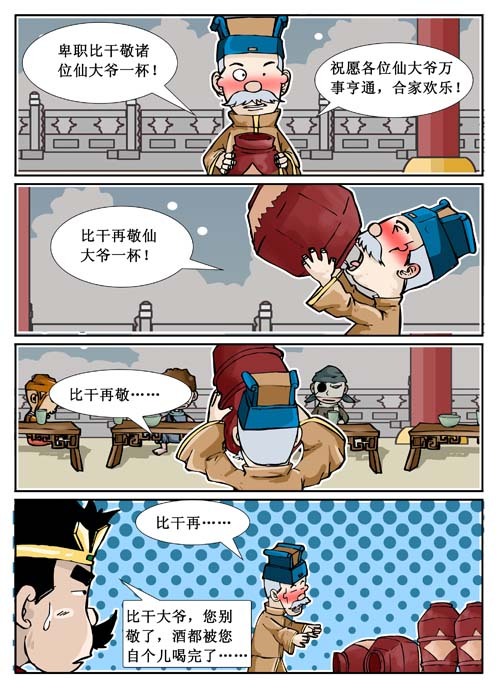 卑职比干敬诸
位仙大爷一杯！
祝愿各位仙大爷万
事亨通，合家欢乐！
比干再敬仙
大爷一杯！
比干再敬……
比干再……
比干大爷，您别
敬了，酒都被您
自个儿喝完了……